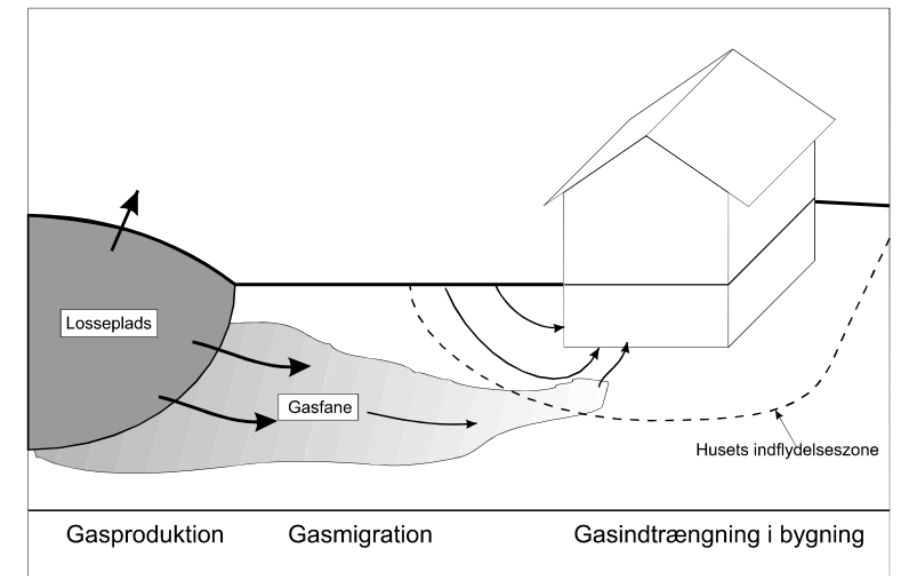 Losseplads
Gasfane
Husets indflydelseszone
Gasproduktion
Gasmigration
Gasindtrængning i bygning